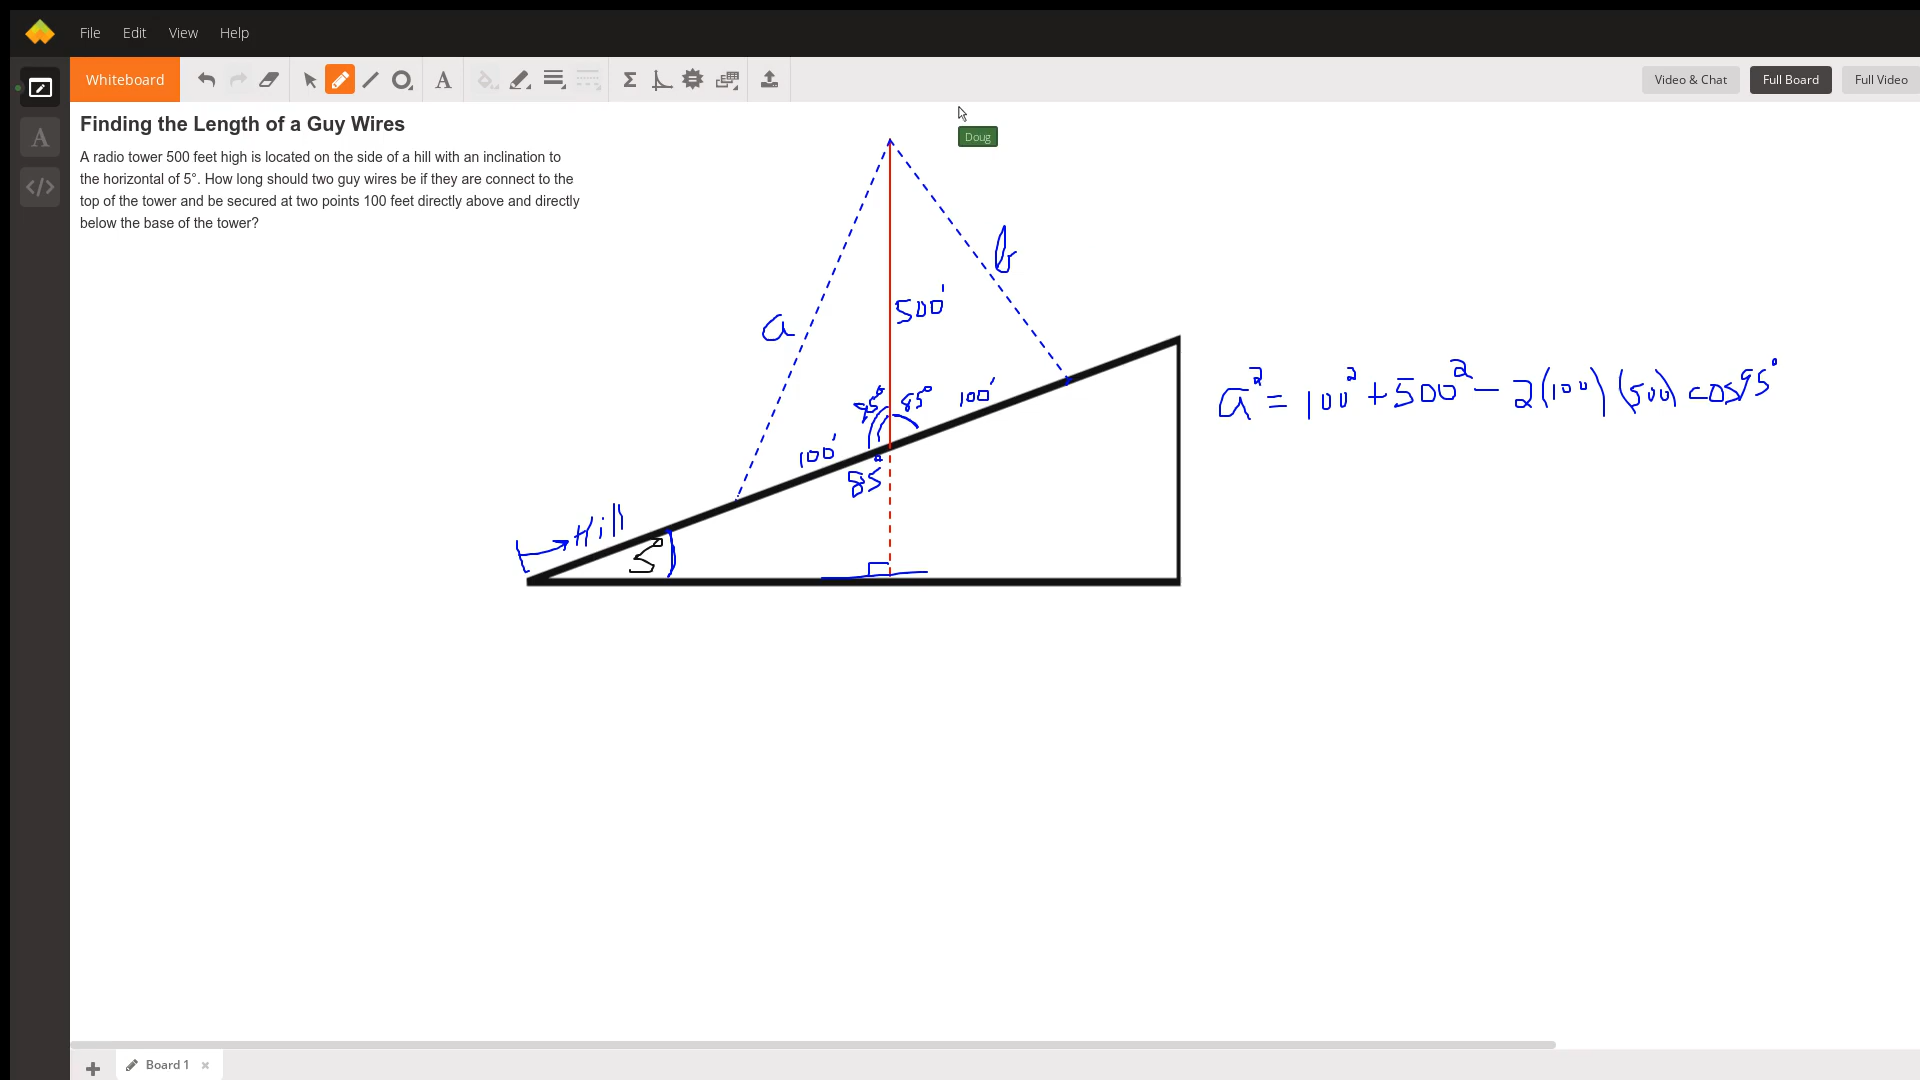 File Edit View Help
Whiteboard
A
Σ
Video & Chat Full Board Full Video
A
</>
Finding the Length of a Guy Wires
A radio tower 500 feet high is located on the side of a hill with an inclination to
the horizontal of 5°. How long should two guy wires be if they are connect to the
top of the tower and be secured at two points 100 feet directly above and directly
below the base of the tower?
Doug
b
500'
a
a² = 100² + 500² - 2(100)(500) cos95°
95° 85° 100'
100'
85°
Hill
5°
Board 1